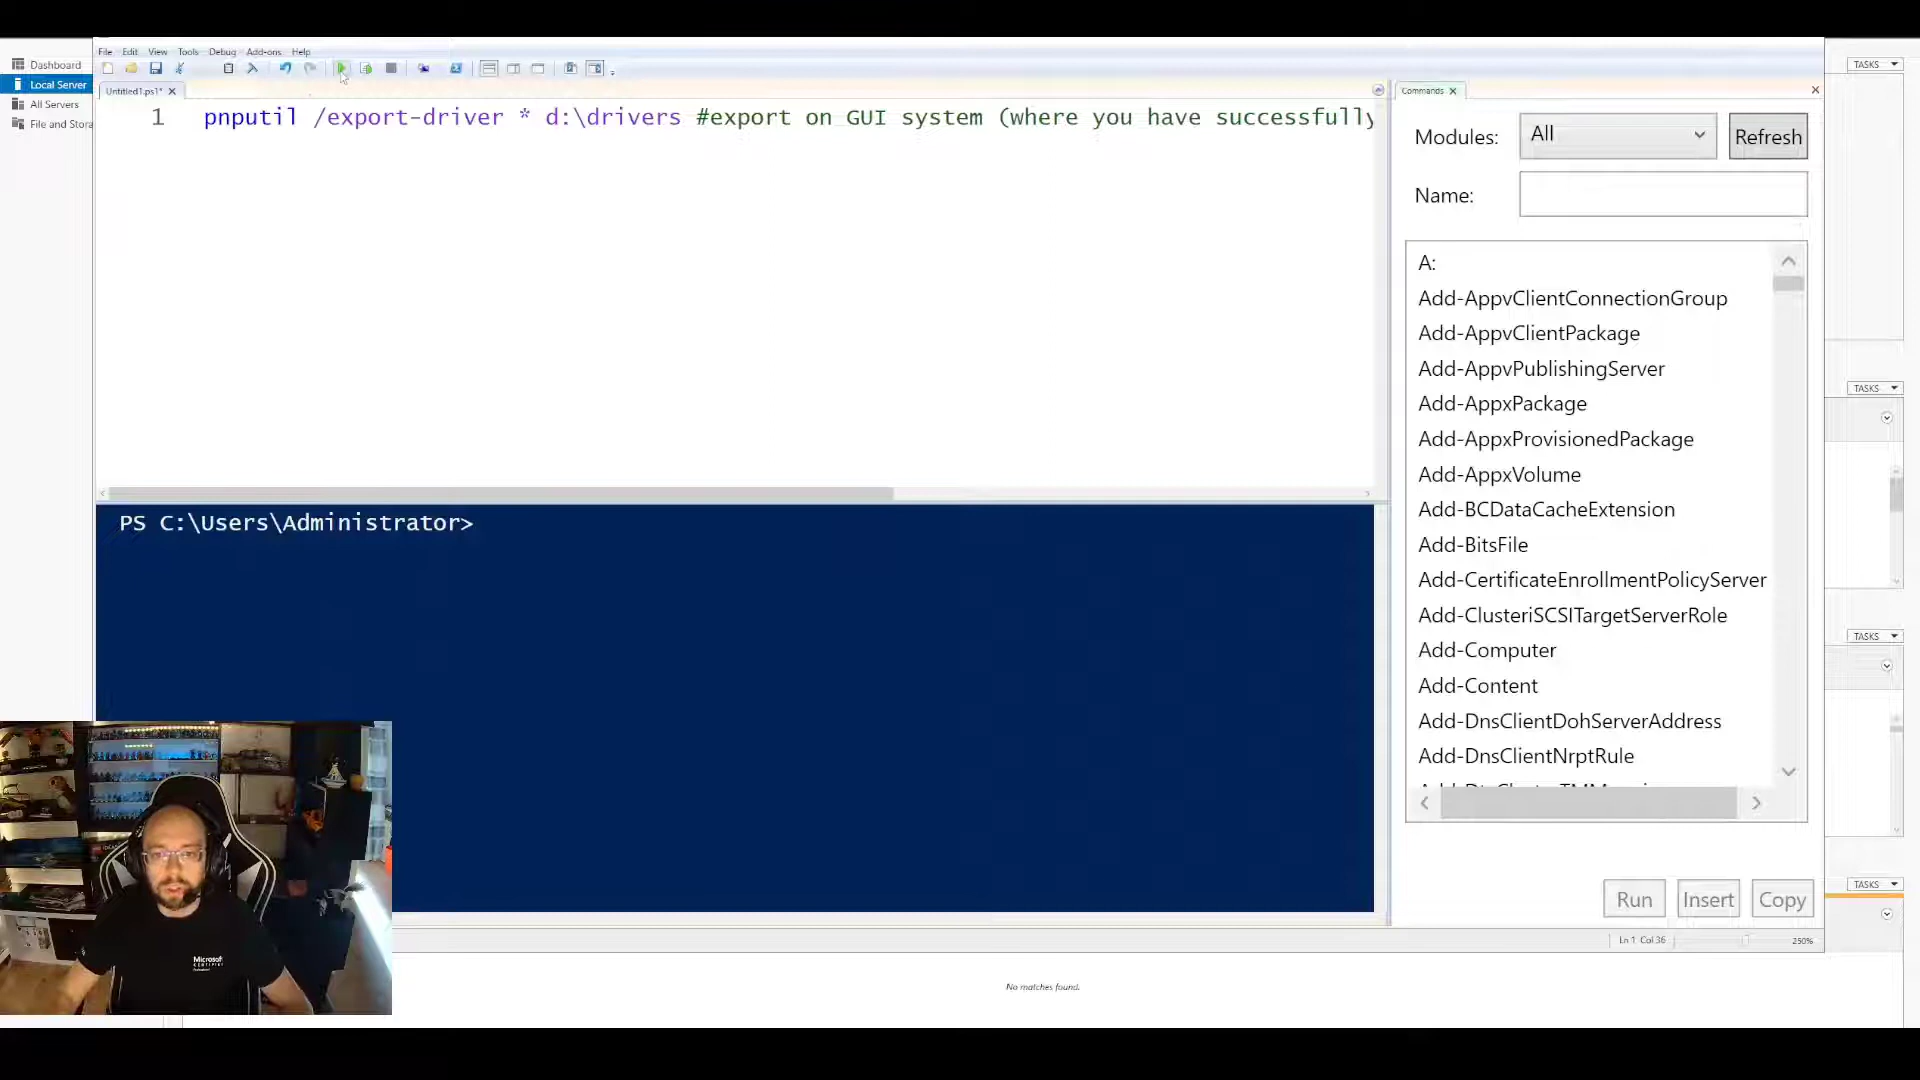 File Edit View Tools Debug Add-ons Help
Dashboard
Local Server
All Servers
File and Stora
Untitled1.ps1*
1 pnputil /export-driver * d:\drivers #export on GUI system (where you have successfully
PS C:\Users\Administrator>
Commands
Modules: All Refresh
Name:
A:
Add-AppvClientConnectionGroup
Add-AppvClientPackage
Add-AppvPublishingServer
Add-AppxPackage
Add-AppxProvisionedPackage
Add-AppxVolume
Add-BCDataCacheExtension
Add-BitsFile
Add-CertificateEnrollmentPolicyServer
Add-ClusteriSCSITargetServerRole
Add-Computer
Add-Content
Add-DnsClientDohServerAddress
Add-DnsClientNrptRule
Run Insert Copy
Ln 1 Col 36 250%
TASKS
TASKS
TASKS
TASKS
No matches found.
Microsoft
CERTIFIED